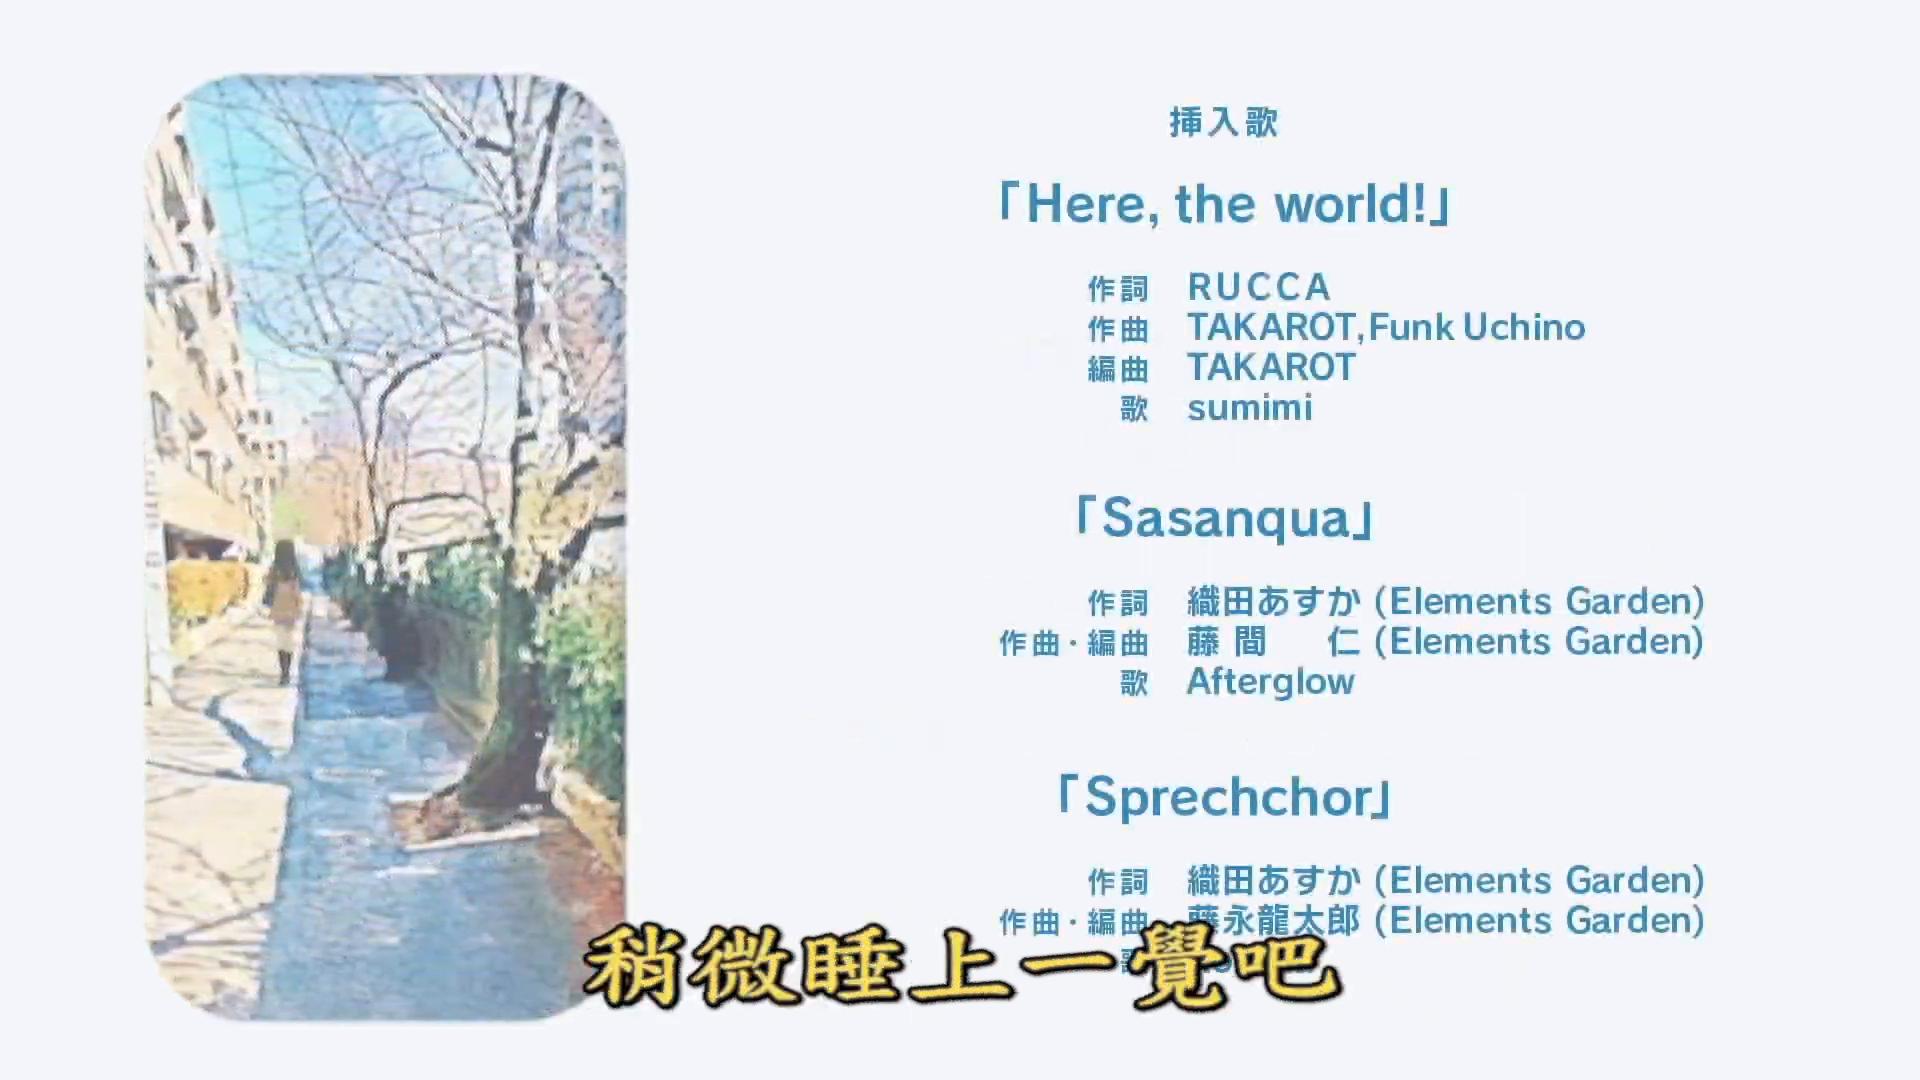 挿入歌
「Here, the world!」
作詞 RUCCA
作曲 TAKAROT,Funk Uchino
編曲 TAKAROT
歌 sumimi
「Sasanqua」
作詞 織田あすか (Elements Garden)
作曲・編曲 藤間 仁 (Elements Garden)
歌 Afterglow
「Sprechchor」
作詞 織田あすか (Elements Garden)
作曲・編曲 藤永龍太郎 (Elements Garden)
歌
稍微睡上一覺吧